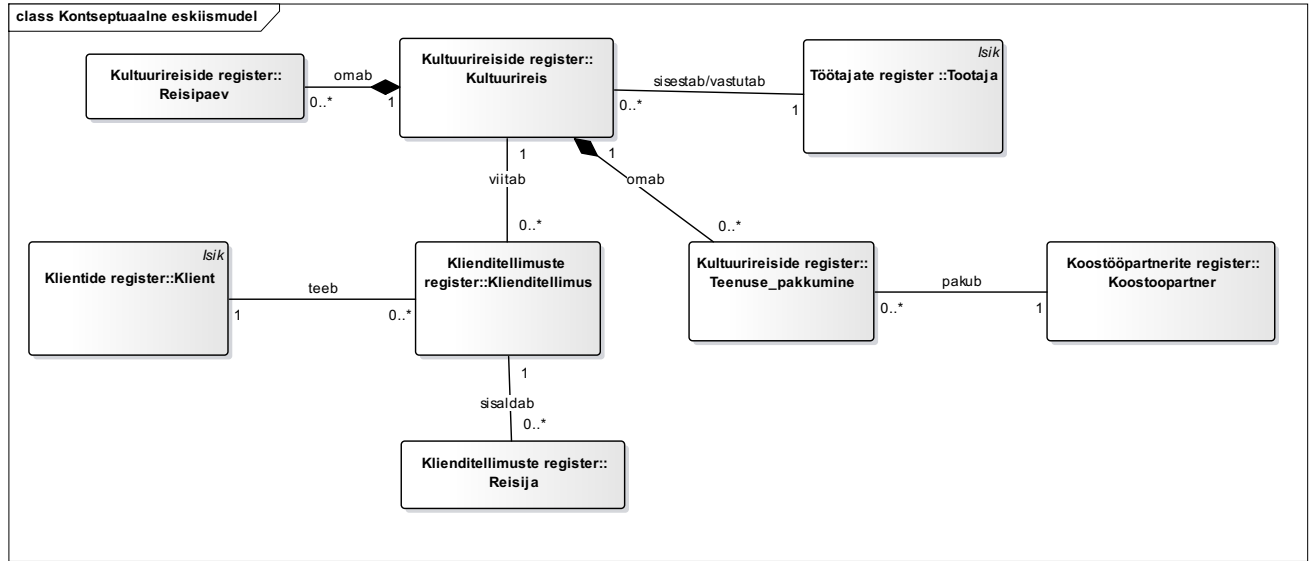 class Kontseptuaalne eskiismudel
Kultuurireiside register::
Reisipaev
omab
0..*
1
Kultuurireiside register::
Kultuurireis
sisestab/vastutab
0..*
1
Isik
Töötajate register ::Tootaja
1
viitab
0..*
1
omab
0..*
Isik
Klientide register::Klient
teeb
1
0..*
Klienditellimuste
register::Klienditellimus
Kultuurireiside register::
Teenuse_pakkumine
pakub
0..*
1
Koostööpartnerite register::
Koostoopartner
1
sisaldab
0..*
Klienditellimuste register::
Reisija